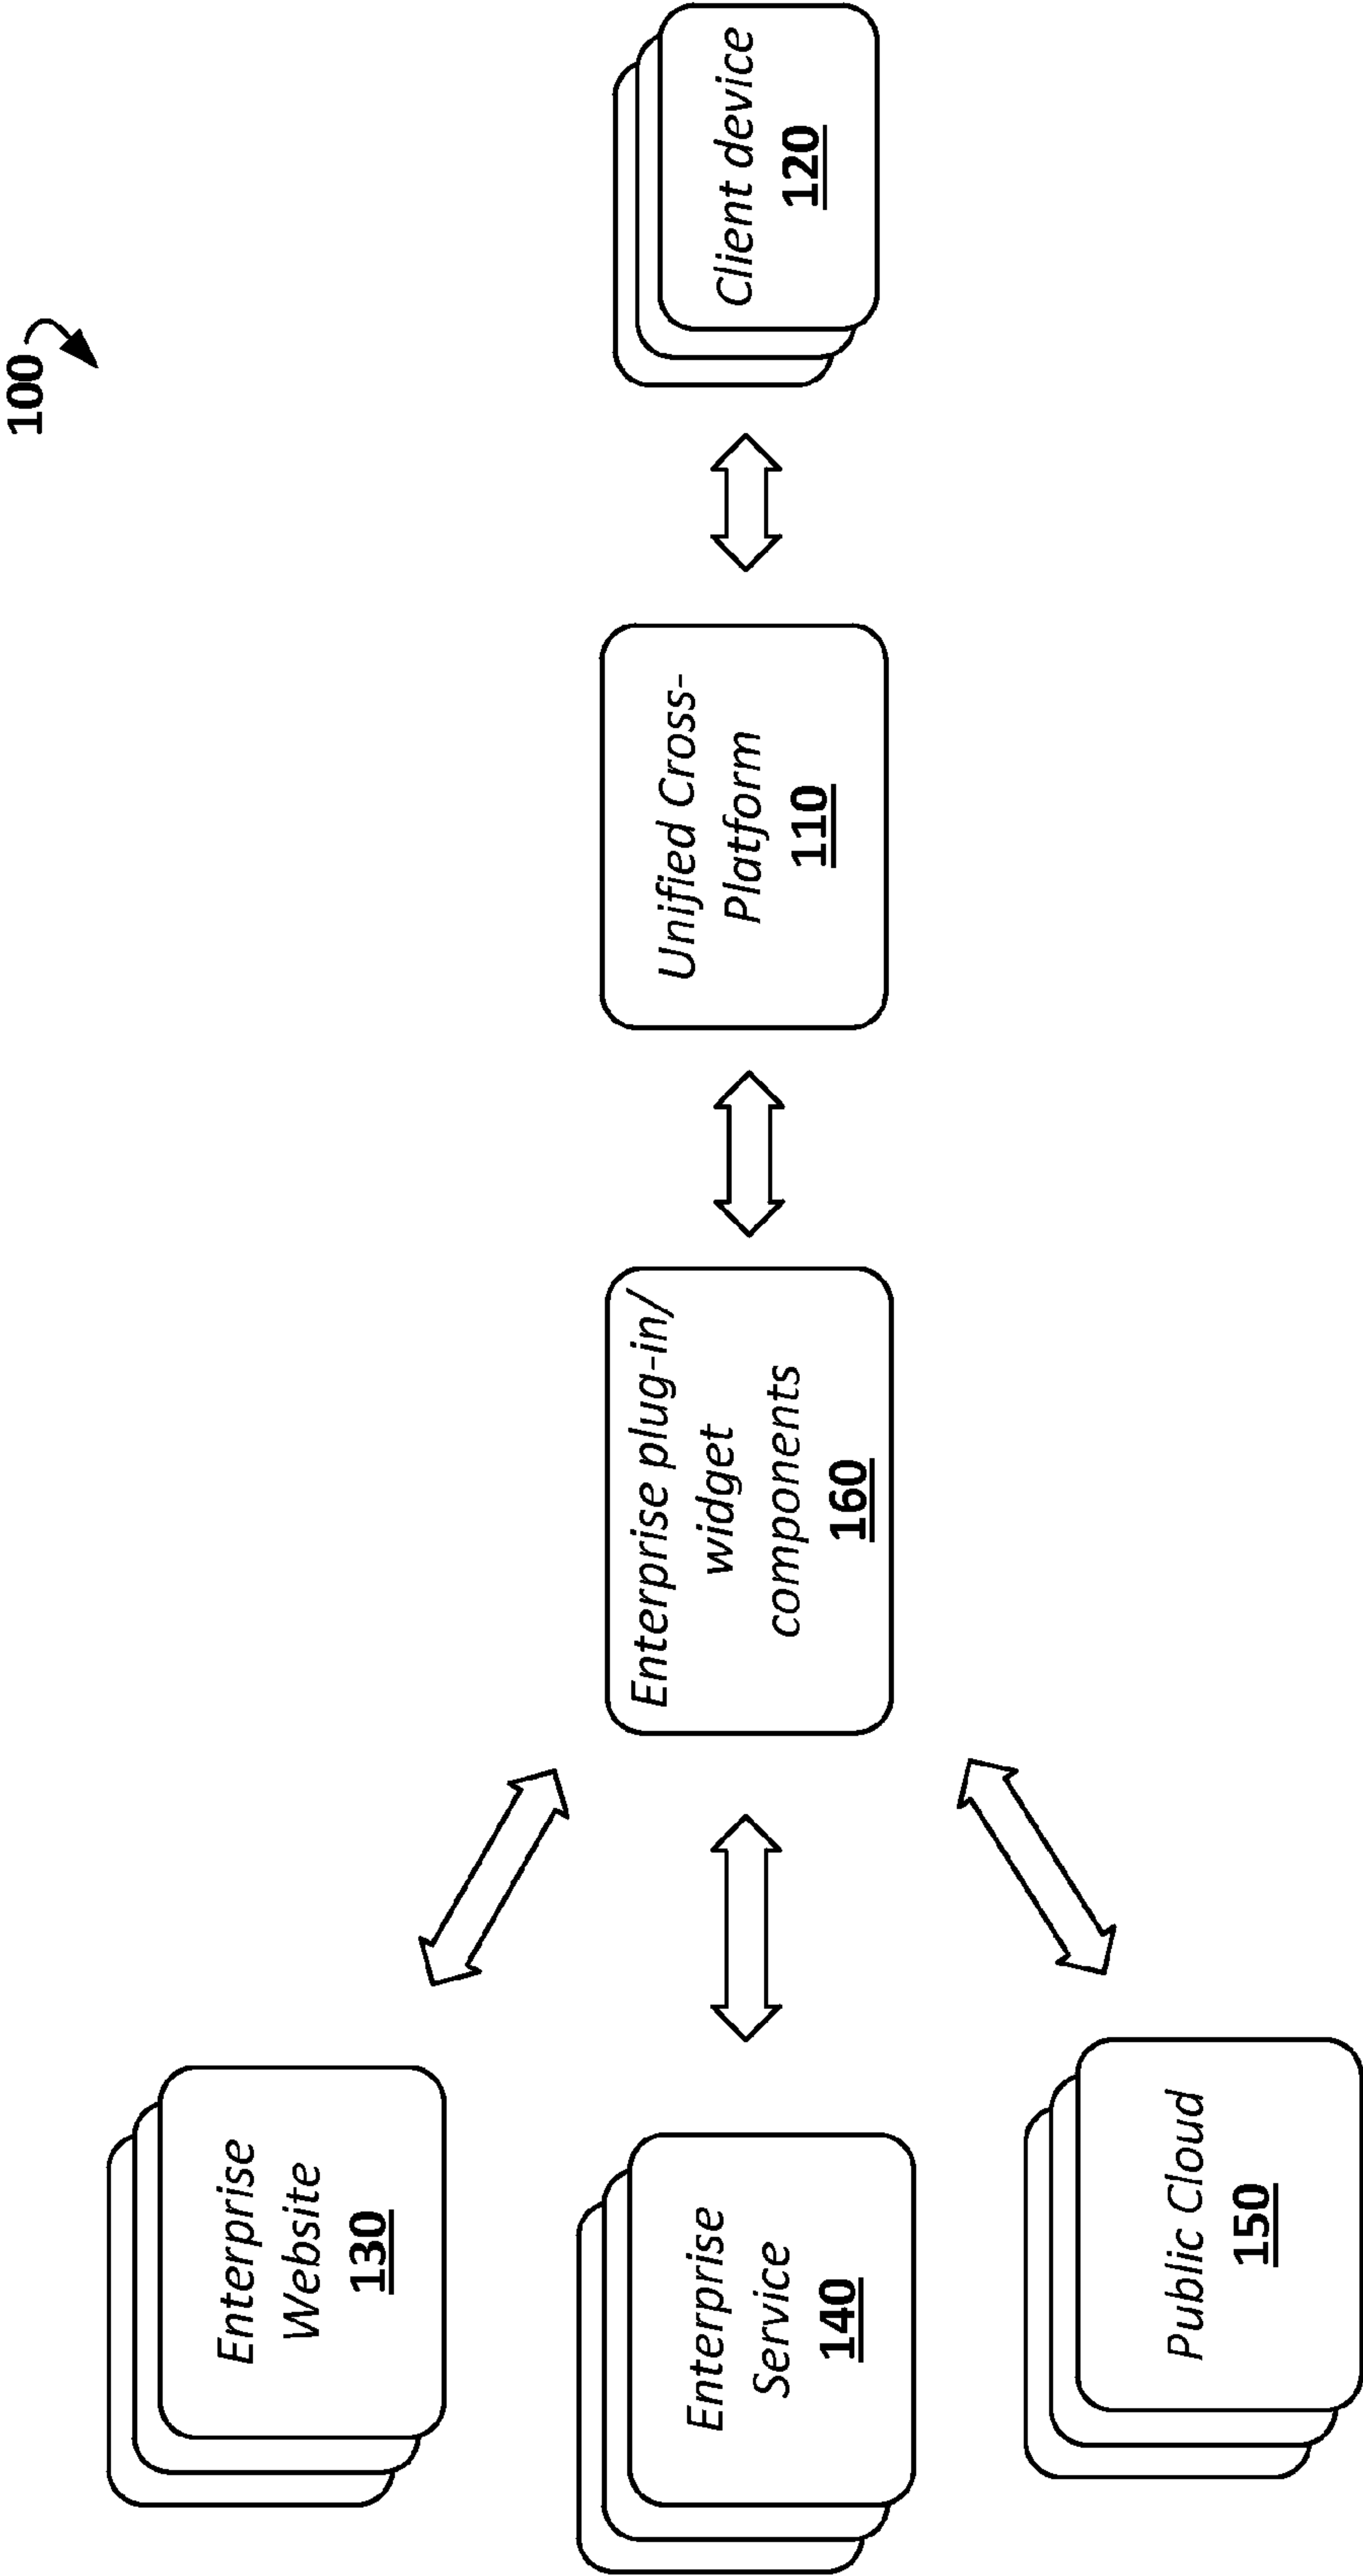 100
Enterprise
Website
130
Enterprise
Service
140
Public Cloud
150
Enterprise plug-in/
widget
components
160
Unified Cross-
Platform
110
Client device
120